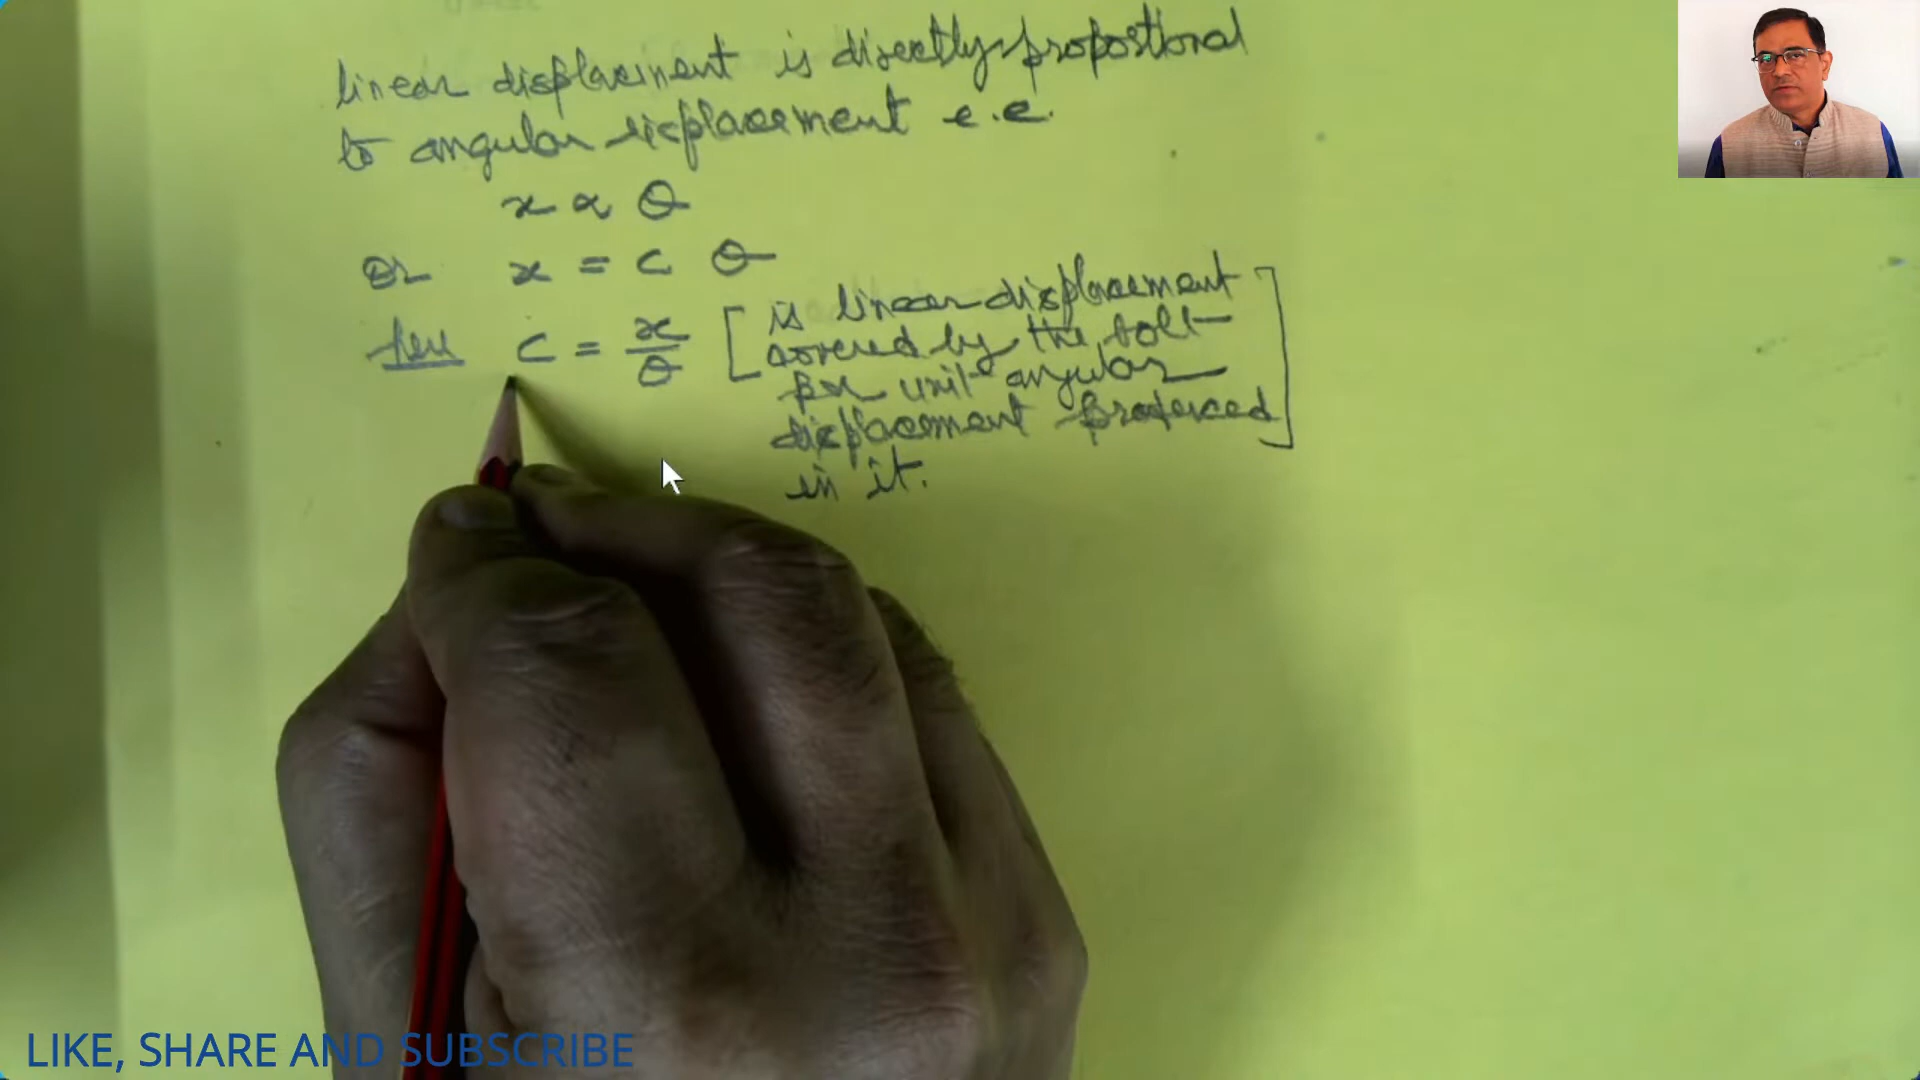 linear displacement is directly proportional
to angular displacement e.e.
x α θ
or x = c θ
here c = x/θ [is linear displacement
covered by the bolt
per unit angular
displacement produced]
in it.
LIKE, SHARE AND SUBSCRIBE